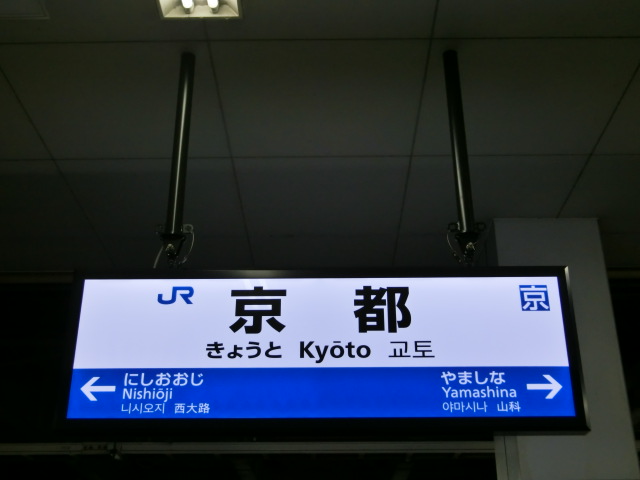 JR 京都 京
きょうと Kyōto 교토
にしおおじ
Nishiōji
니시오지 西大路
やましな
Yamashina
야마시나 山科